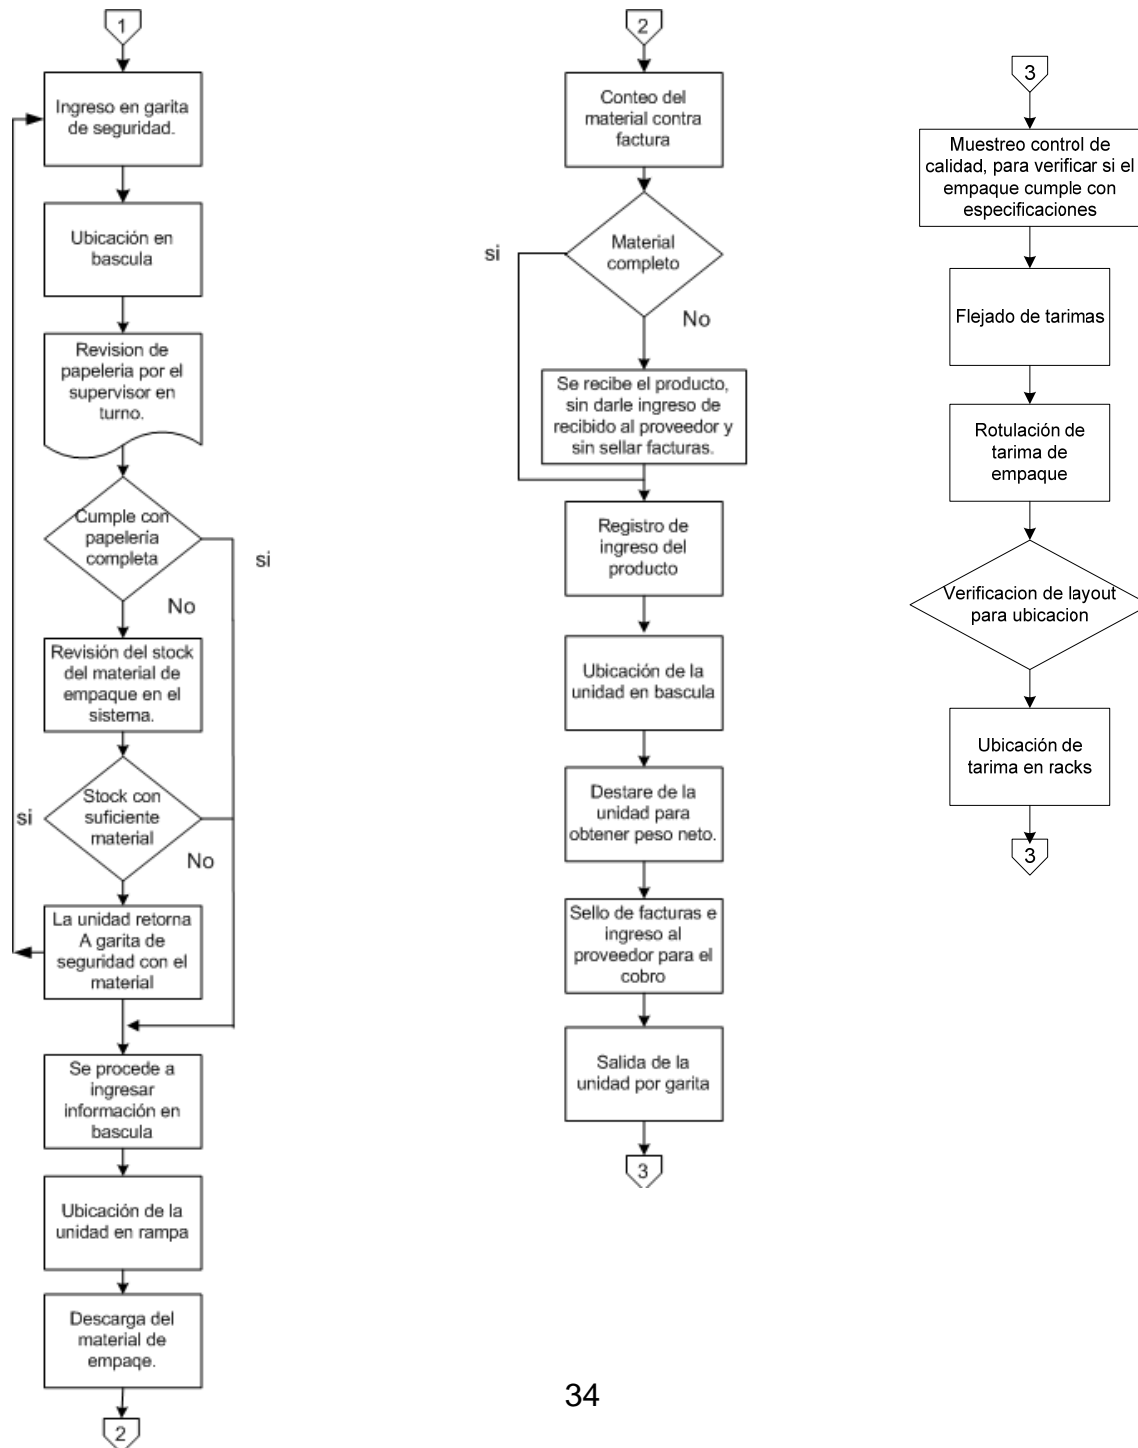 1
Ingreso en garita
de seguridad.
Ubicación en
bascula
Revision de
papeleria por el
supervisor en
turno.
Cumple con
papelería
completa
si
No
Revisión del stock
del material de
empaque en el
sistema.
Stock con
suficiente
material
si
No
La unidad retorna
A garita de
seguridad con el
material
Se procede a
ingresar
información en
bascula
Ubicación de la
unidad en rampa
Descarga del
material de
empaqe.
2
2
Conteo del
material contra
factura
Material
completo
si
No
Se recibe el producto,
sin darle ingreso de
recibido al proveedor y
sin sellar facturas.
Registro de
ingreso del
producto
Ubicación de la
unidad en bascula
Destare de la
unidad para
obtener peso neto.
Sello de facturas e
ingreso al
proveedor para el
cobro
Salida de la
unidad por garita
3
3
Muestreo control de
calidad, para verificar si el
empaque cumple con
especificaciones
Flejado de tarimas
Rotulación de
tarima de
empaque
Verificacion de layout
para ubicacion
Ubicación de
tarima en racks
3
34